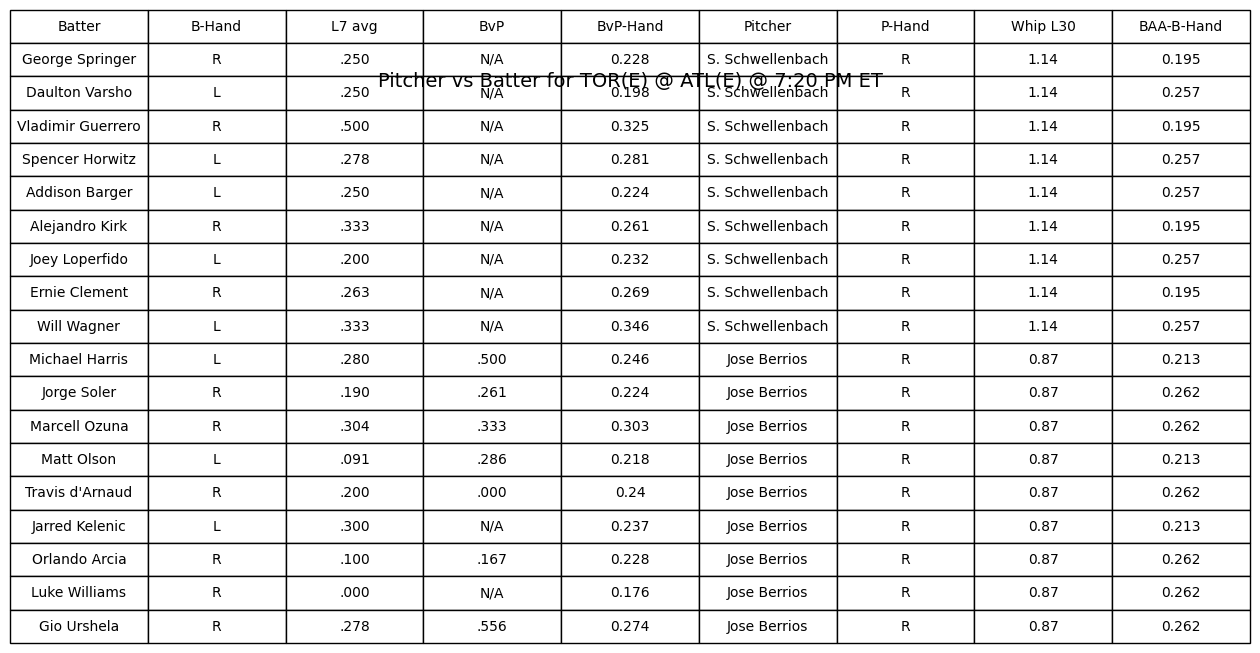 Batter B-Hand L7 avg BvP BvP-Hand Pitcher P-Hand Whip L30 BAA-B-Hand
George Springer R .250 N/A 0.228 S. Schwellenbach R 1.14 0.195
Pitcher vs Batter for TOR(E) @ ATL(E) @ 7:20 PM ET
Daulton Varsho L .250 N/A 0.198 S. Schwellenbach R 1.14 0.257
Vladimir Guerrero R .500 N/A 0.325 S. Schwellenbach R 1.14 0.195
Spencer Horwitz L .278 N/A 0.281 S. Schwellenbach R 1.14 0.257
Addison Barger L .250 N/A 0.224 S. Schwellenbach R 1.14 0.257
Alejandro Kirk R .333 N/A 0.261 S. Schwellenbach R 1.14 0.195
Joey Loperfido L .200 N/A 0.232 S. Schwellenbach R 1.14 0.257
Ernie Clement R .263 N/A 0.269 S. Schwellenbach R 1.14 0.195
Will Wagner L .333 N/A 0.346 S. Schwellenbach R 1.14 0.257
Michael Harris L .280 .500 0.246 Jose Berrios R 0.87 0.213
Jorge Soler R .190 .261 0.224 Jose Berrios R 0.87 0.262
Marcell Ozuna R .304 .333 0.303 Jose Berrios R 0.87 0.262
Matt Olson L .091 .286 0.218 Jose Berrios R 0.87 0.213
Travis d'Arnaud R .200 .000 0.24 Jose Berrios R 0.87 0.262
Jarred Kelenic L .300 N/A 0.237 Jose Berrios R 0.87 0.213
Orlando Arcia R .100 .167 0.228 Jose Berrios R 0.87 0.262
Luke Williams R .000 N/A 0.176 Jose Berrios R 0.87 0.262
Gio Urshela R .278 .556 0.274 Jose Berrios R 0.87 0.262